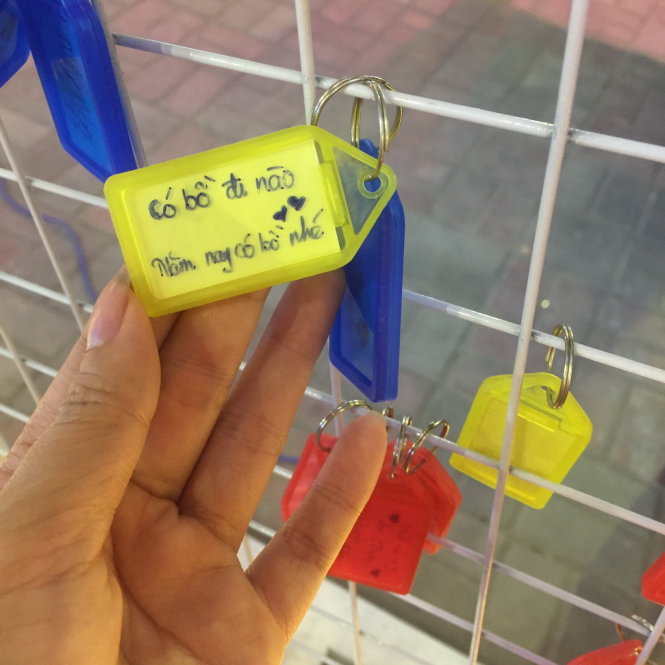 có bồ đi nào
Năm nay có bồ nhé